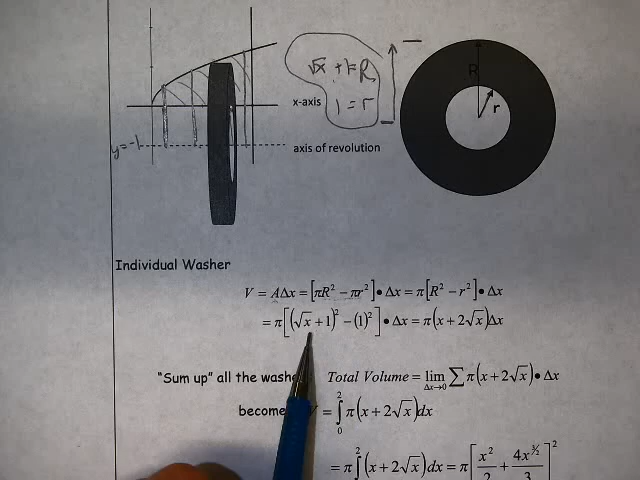 √x + 1 = R
1 = r
R
r
x-axis
y = -1
axis of revolution
Individual Washer
V = AΔx = [πR² − πr²] • Δx = π[R² − r²] • Δx
= π[(√x + 1)² − (1)²] • Δx = π(x + 2√x)Δx
"Sum up" all the washe Total Volume = lim Δx→0 ∑ π(x + 2√x) • Δx
become V = ∫₀² π(x + 2√x)dx
= π∫² (x + 2√x)dx = π[x²/2 + 4x^(3/2)/3]²